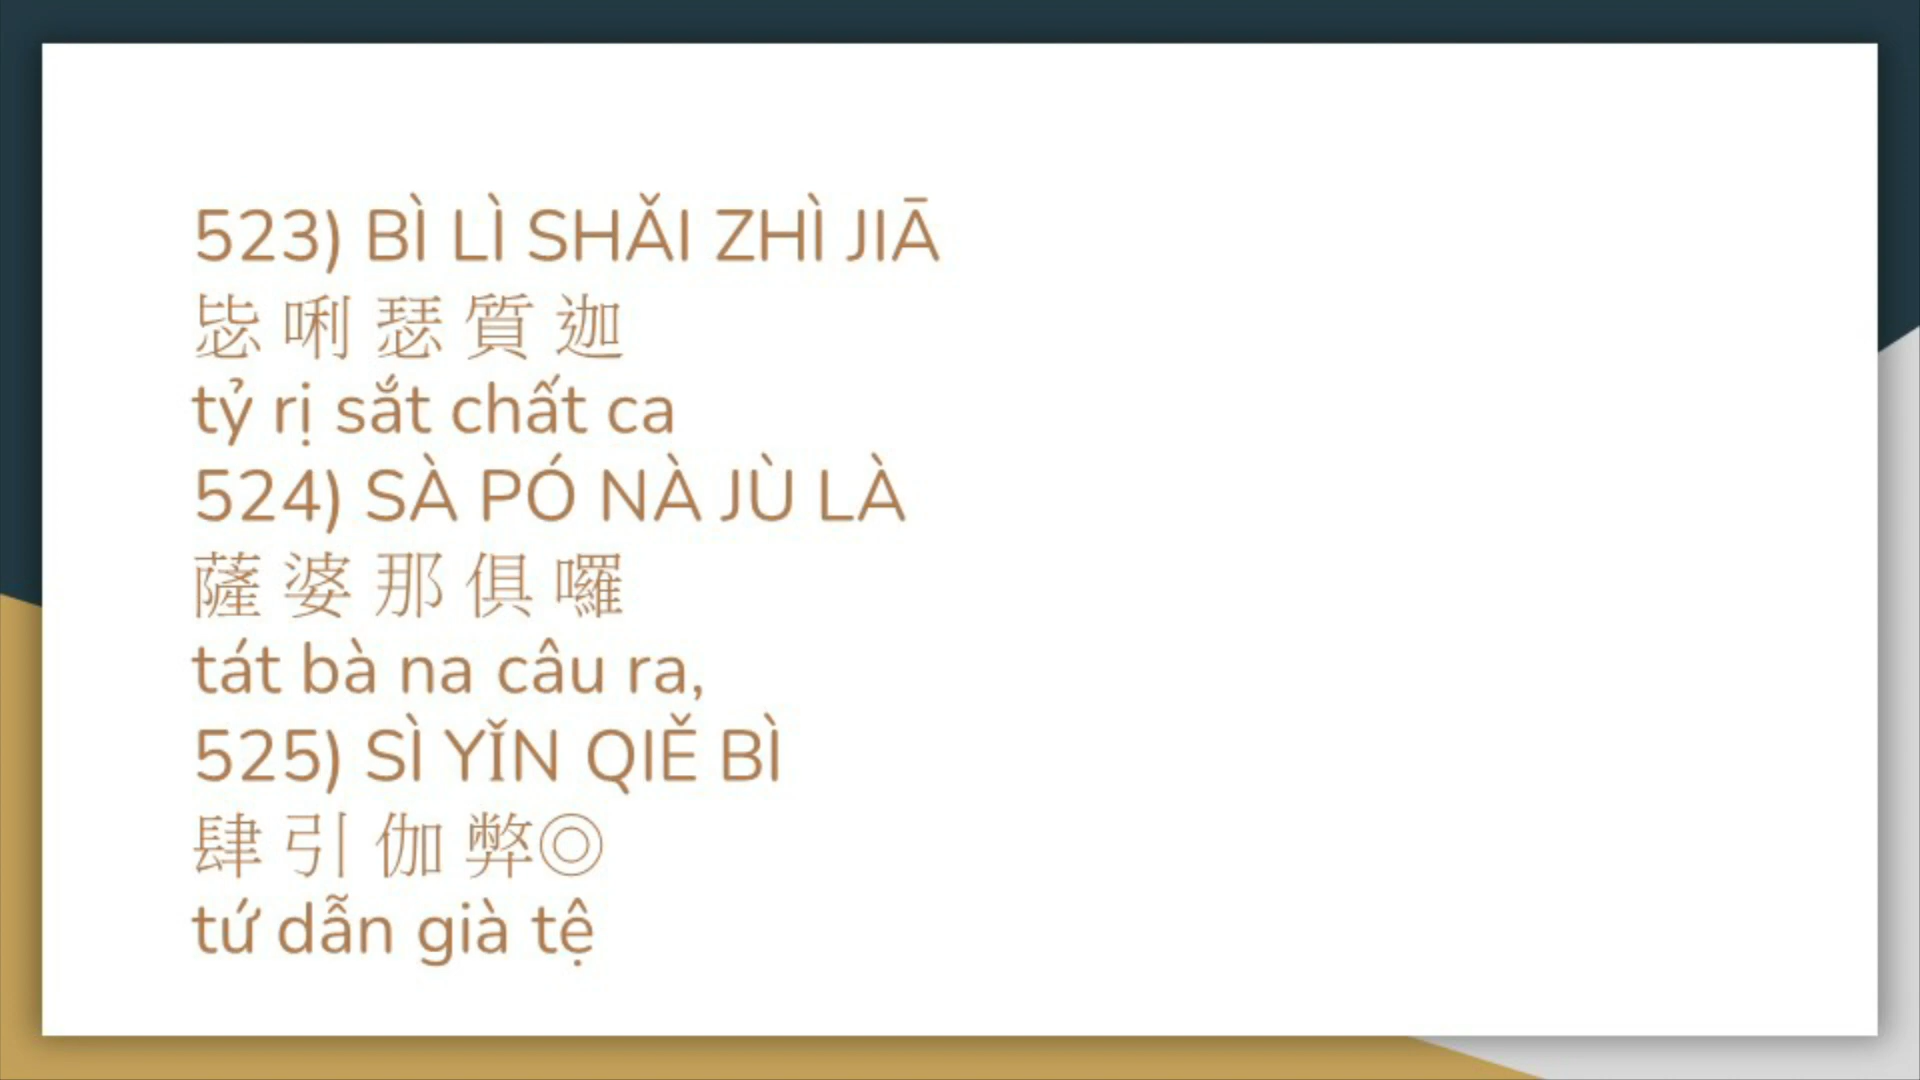 523) BÌ LÌ SHǍI ZHÌ JIĀ
毖 唎 瑟 質 迦
tỷ rị sắt chất ca
524) SÀ PÓ NÀ JÙ LÀ
薩 婆 那 俱 囉
tát bà na câu ra,
525) SÌ YǏN QIĚ BÌ
肆 引 伽 弊◎
tứ dẫn già tệ